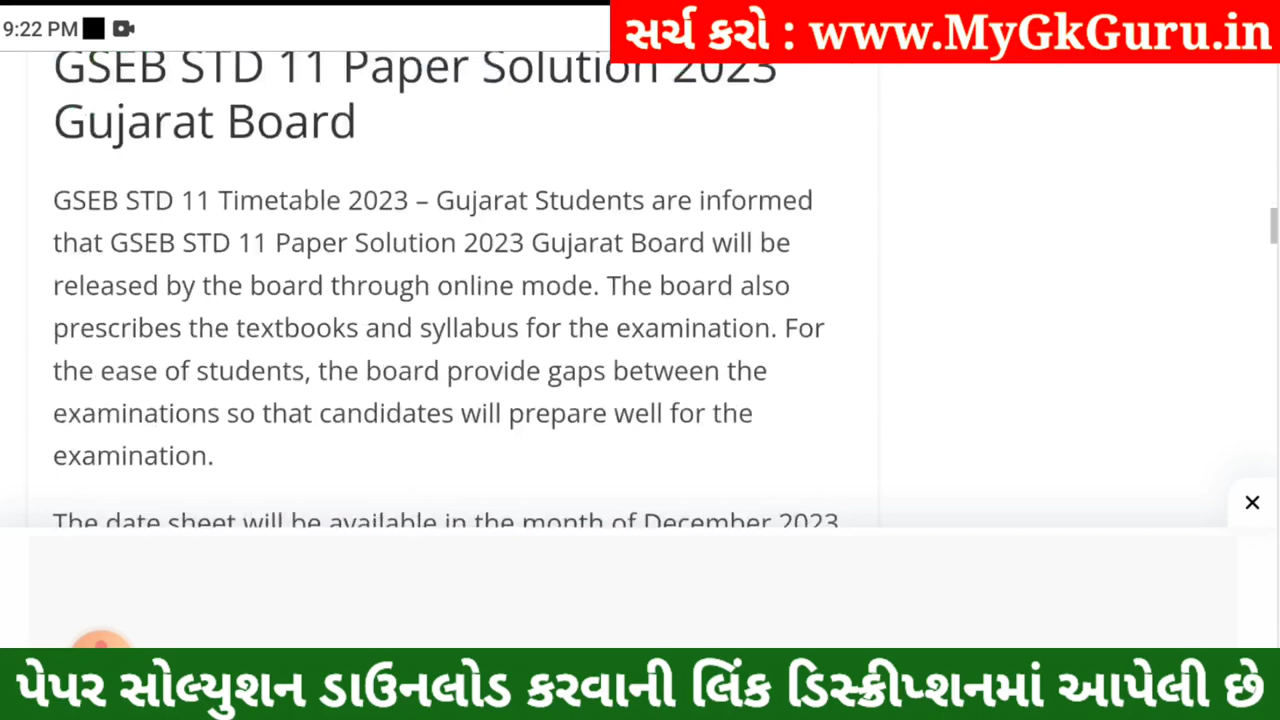 9:22 PM
સર્ચ કરો : www.MyGkGuru.in
GSEB STD 11 Paper Solution 2023
Gujarat Board
GSEB STD 11 Timetable 2023 – Gujarat Students are informed
that GSEB STD 11 Paper Solution 2023 Gujarat Board will be
released by the board through online mode. The board also
prescribes the textbooks and syllabus for the examination. For
the ease of students, the board provide gaps between the
examinations so that candidates will prepare well for the
examination.
The date sheet will be available in the month of December 2023
પેપર સોલ્યુશન ડાઉનલોડ કરવાની લિંક ડિસ્ક્રીપ્શનમાં આપેલી છે